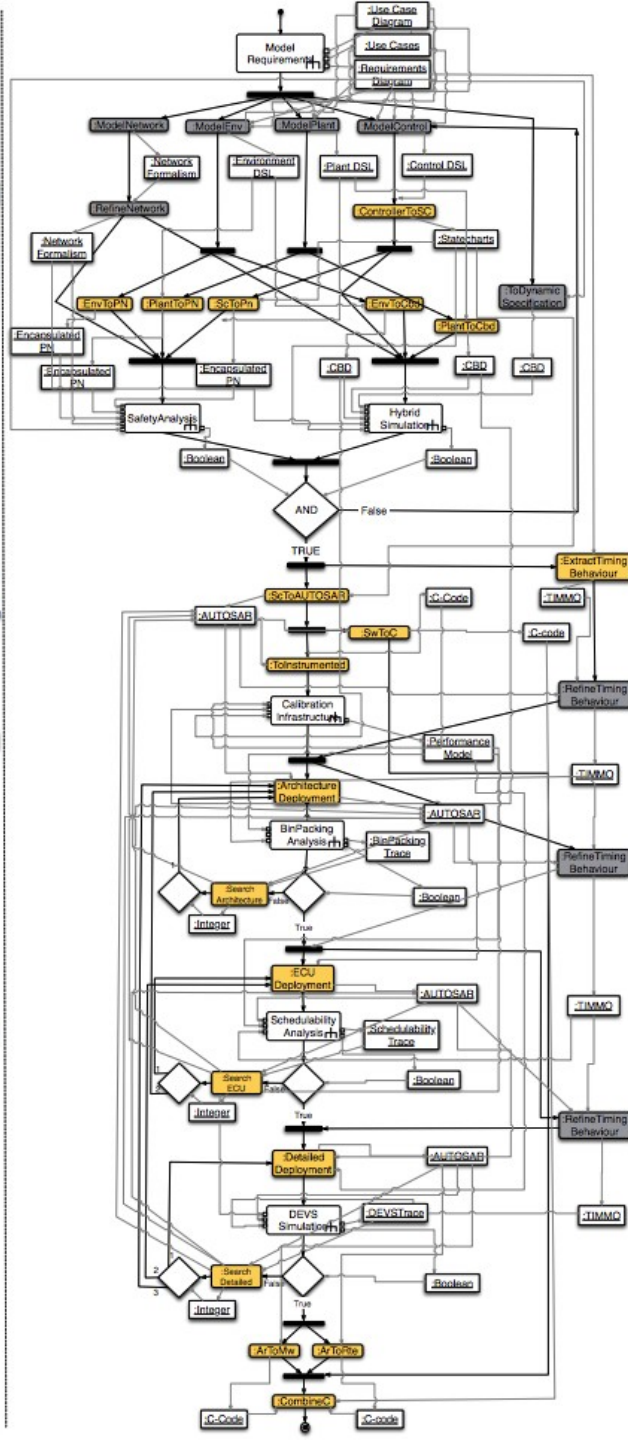 :Use Case
Diagram
Model
Requirements
:Use Cases
:Requirements
Diagram
:ModelNetwork
:ModelEnv
:ModelPlant
:ModelControl
:Network
Formalism
:Environment
DSL
:Plant DSL
:Control DSL
:RefineNetwork
:ControllerToSC
:Network
Formalism
:Statecharts
:ToDynamic
Specification
:EnvToPN
:PlantToPN
:ScToPn
:EnvToCbd
:PlantToCbd
:Encapsulated
PN
:Encapsulated
PN
:Encapsulated
PN
:CBD
:CBD
:CBD
:SafetyAnalysis
:Hybrid
Simulation
:Boolean
:Boolean
AND
False
TRUE
:ExtractTiming
Behaviour
:ScToAUTOSAR
:C-Code
:TIMMO
:AUTOSAR
:SwToC
:C-code
:ToInstrumented
:RefineTiming
Behaviour
:Calibration
Infrastructure
:Performance
Model
:TIMMO
:Architecture
Deployment
:AUTOSAR
:BinPacking
Analysis
:BinPacking
Trace
:RefineTiming
Behaviour
:Search
Architecture
False
:Boolean
:Integer
True
:ECU
Deployment
:AUTOSAR
:TIMMO
:Schedulability
Analysis
:Schedulability
Trace
:Search
ECU
False
:Boolean
:Integer
True
:RefineTiming
Behaviour
:Detailed
Deployment
:AUTOSAR
:DEVS
Simulation
:DEVSTrace
:TIMMO
1
2
3
:Search
Detailed
False
:Boolean
:Integer
True
:ArToMw
:ArToRte
:CombineC
:C-Code
:C-code